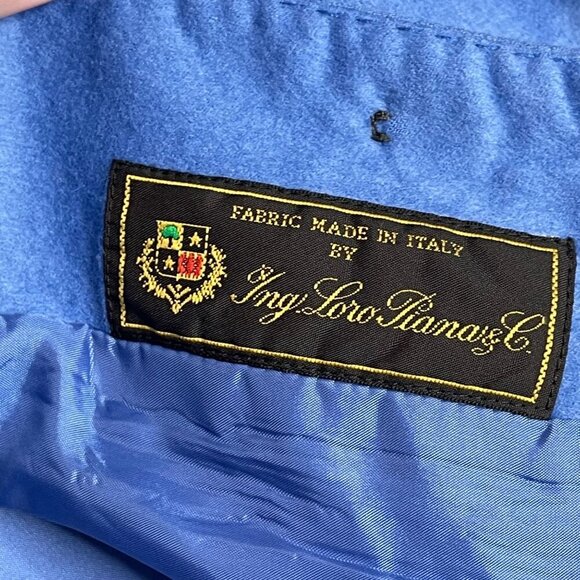 FABRIC MADE IN ITALY
BY
Ing. Loro Piana & C.